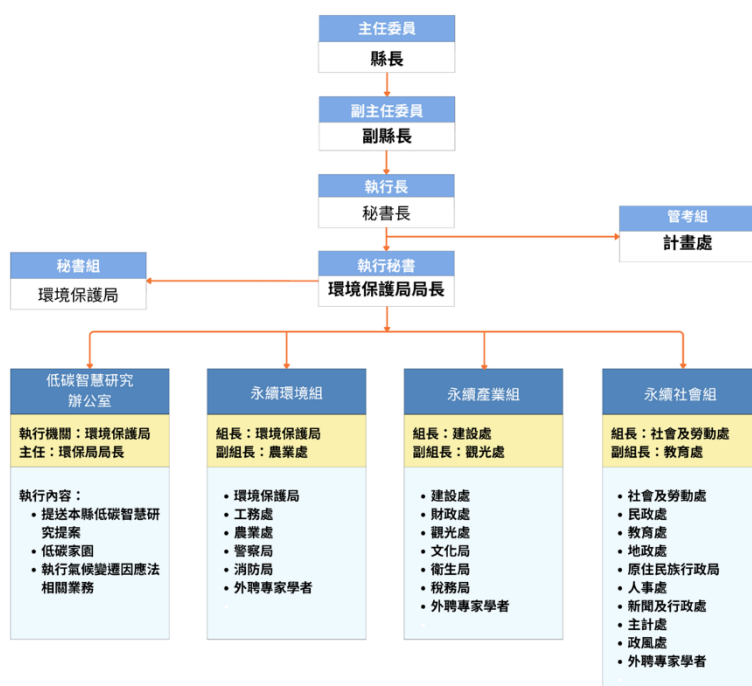 主任委員
縣長
副主任委員
副縣長
執行長
秘書長
管考組
計畫處
秘書組
環境保護局
執行秘書
環境保護局局長
低碳智慧研究
辦公室
執行機關：環境保護局
主任：環保局局長
執行內容：
• 提送本縣低碳智慧研
究提案
• 低碳家園
• 執行氣候變遷因應法
相關業務
永續環境組
組長：環境保護局
副組長：農業處
• 環境保護局
• 工務處
• 農業處
• 警察局
• 消防局
• 外聘專家學者
永續產業組
組長：建設處
副組長：觀光處
• 建設處
• 財政處
• 觀光處
• 文化局
• 衛生局
• 稅務局
• 外聘專家學者
永續社會組
組長：社會及勞動處
副組長：教育處
• 社會及勞動處
• 民政處
• 教育處
• 地政處
• 原住民族行政局
• 人事處
• 新聞及行政處
• 主計處
• 政風處
• 外聘專家學者